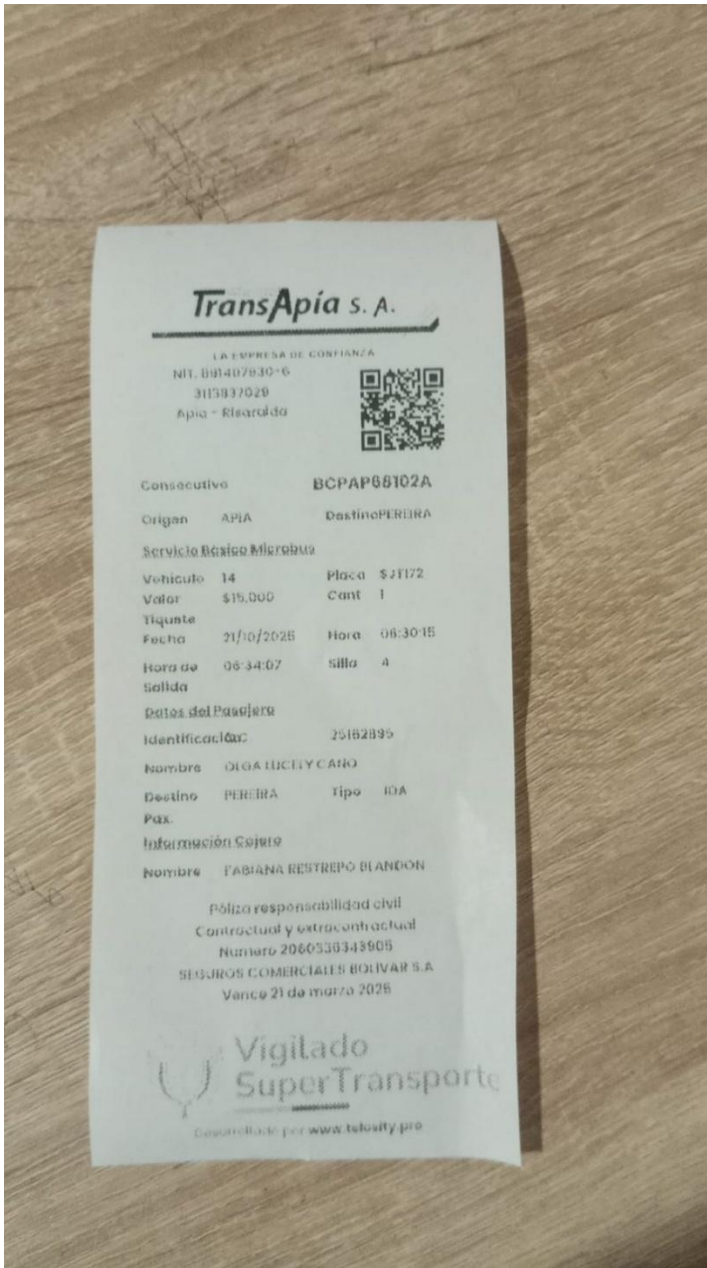 TransApía S. A.
LA EMPRESA DE CONFIANZA
NIT. 891407930-6
3113837029
Apia - Risaralda
Consecutivo BCPAP68102A
Origen APIA Destino PEREIRA
Servicio Básico Microbus
Vehiculo 14 Placa SJT172
Valor $15.000 Cant 1
Tiquete
Fecha 21/10/2025 Hora 06:30:15
Hora de 06:34:07 Silla 4
Salida
Datos del Pasajero
Identificación 25162895
Nombre OLGA LUCELY CANO
Destino PEREIRA Tipo IDA
Pax.
Información Cajero
Nombre FABIANA RESTREPO BLANDON
Póliza responsabilidad civil
Contractual y extracontractual
Numero 2060336343905
SEGUROS COMERCIALES BOLIVAR S.A
Vence 21 de marzo 2026
Vigilado
SuperTransporte
Desarrollado por www.telosity.pro